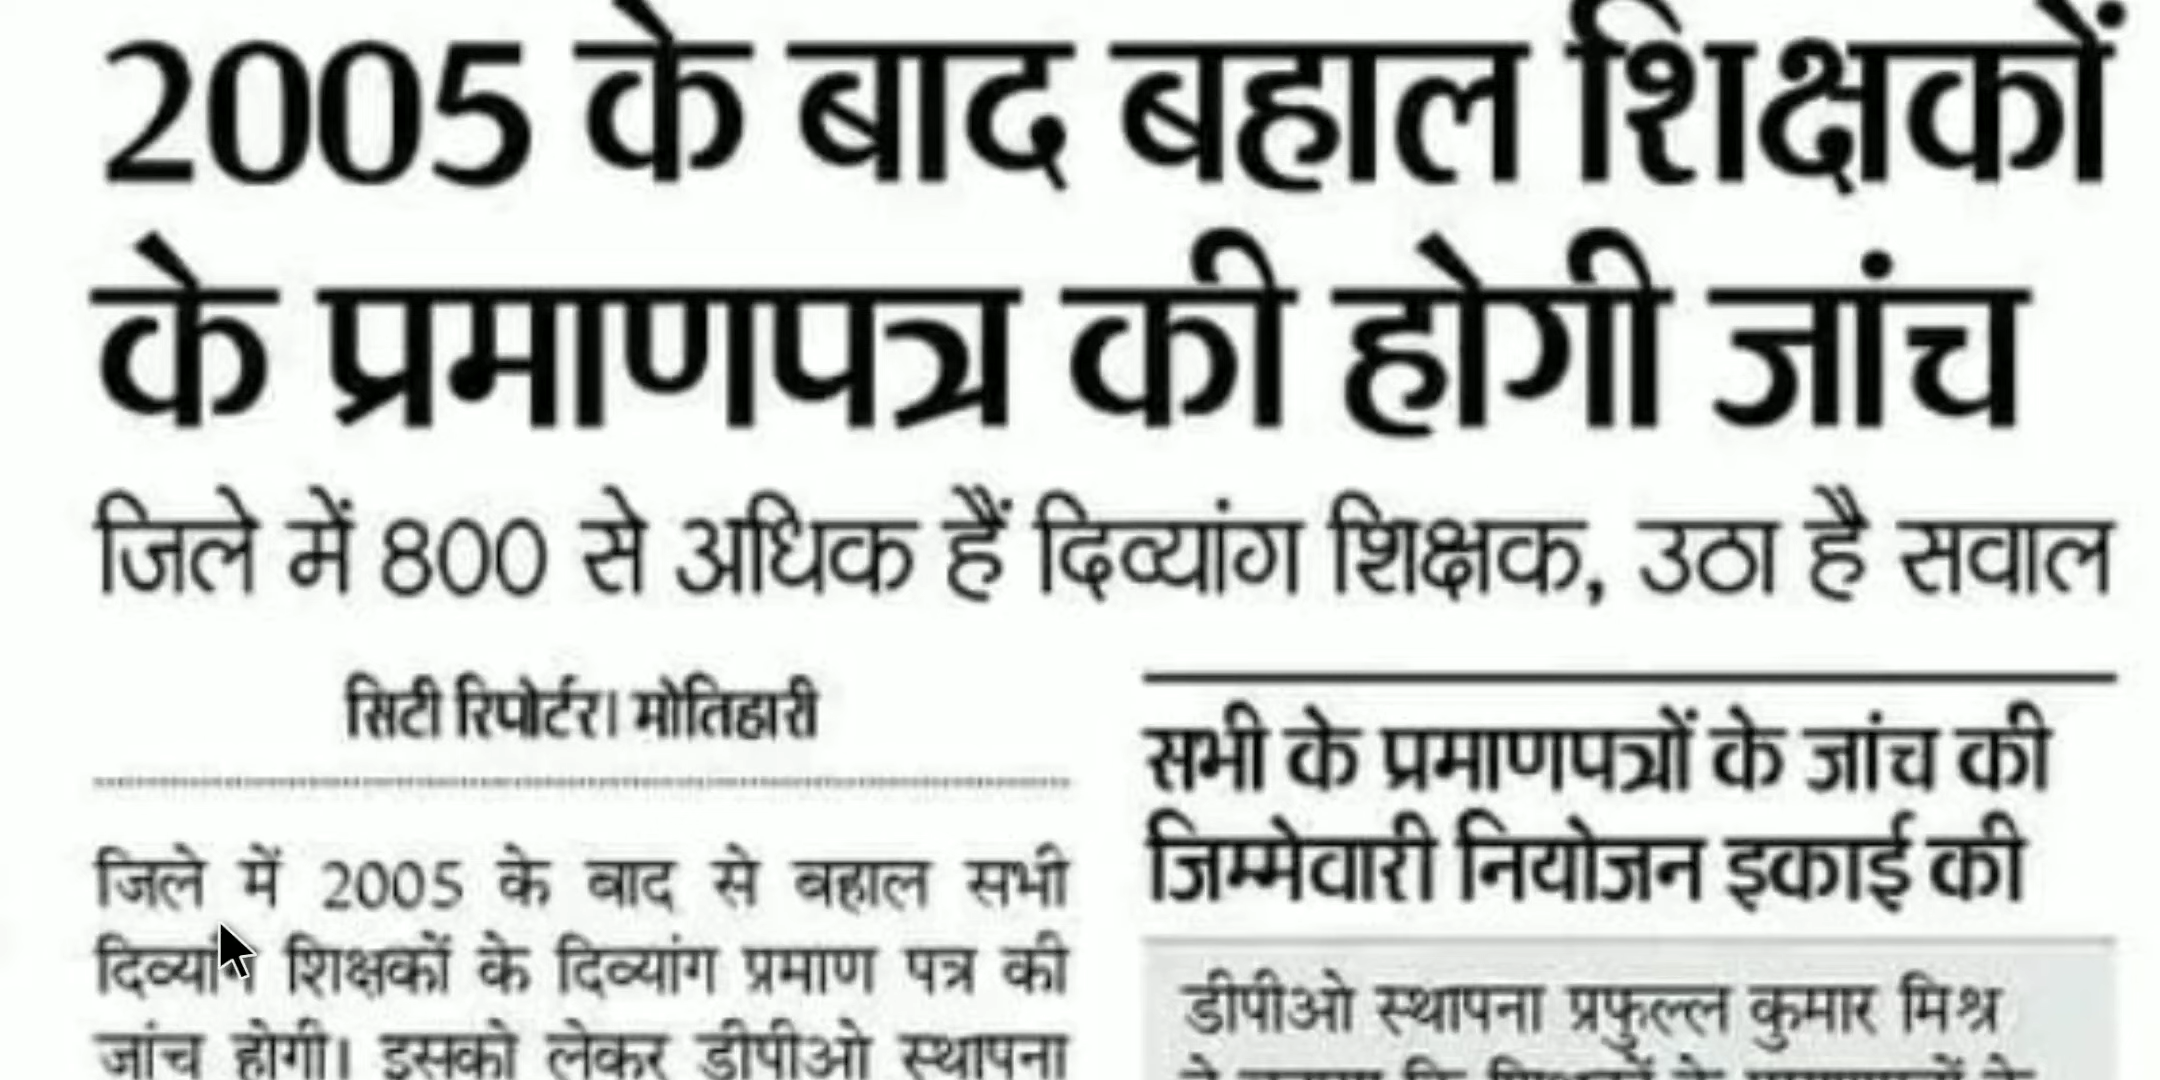 2005 के बाद बहाल शिक्षकों
के प्रमाणपत्र की होगी जांच
जिले में 800 से अधिक हैं दिव्यांग शिक्षक, उठा है सवाल
सिटी रिपोर्टर। मोतिहारी
जिले में 2005 के बाद से बहाल सभी
दिव्यांग शिक्षकों के दिव्यांग प्रमाण पत्र की
जांच होगी। इसको लेकर डीपीओ स्थापना
सभी के प्रमाणपत्रों के जांच की
जिम्मेवारी नियोजन इकाई की
डीपीओ स्थापना प्रफुल्ल कुमार मिश्र